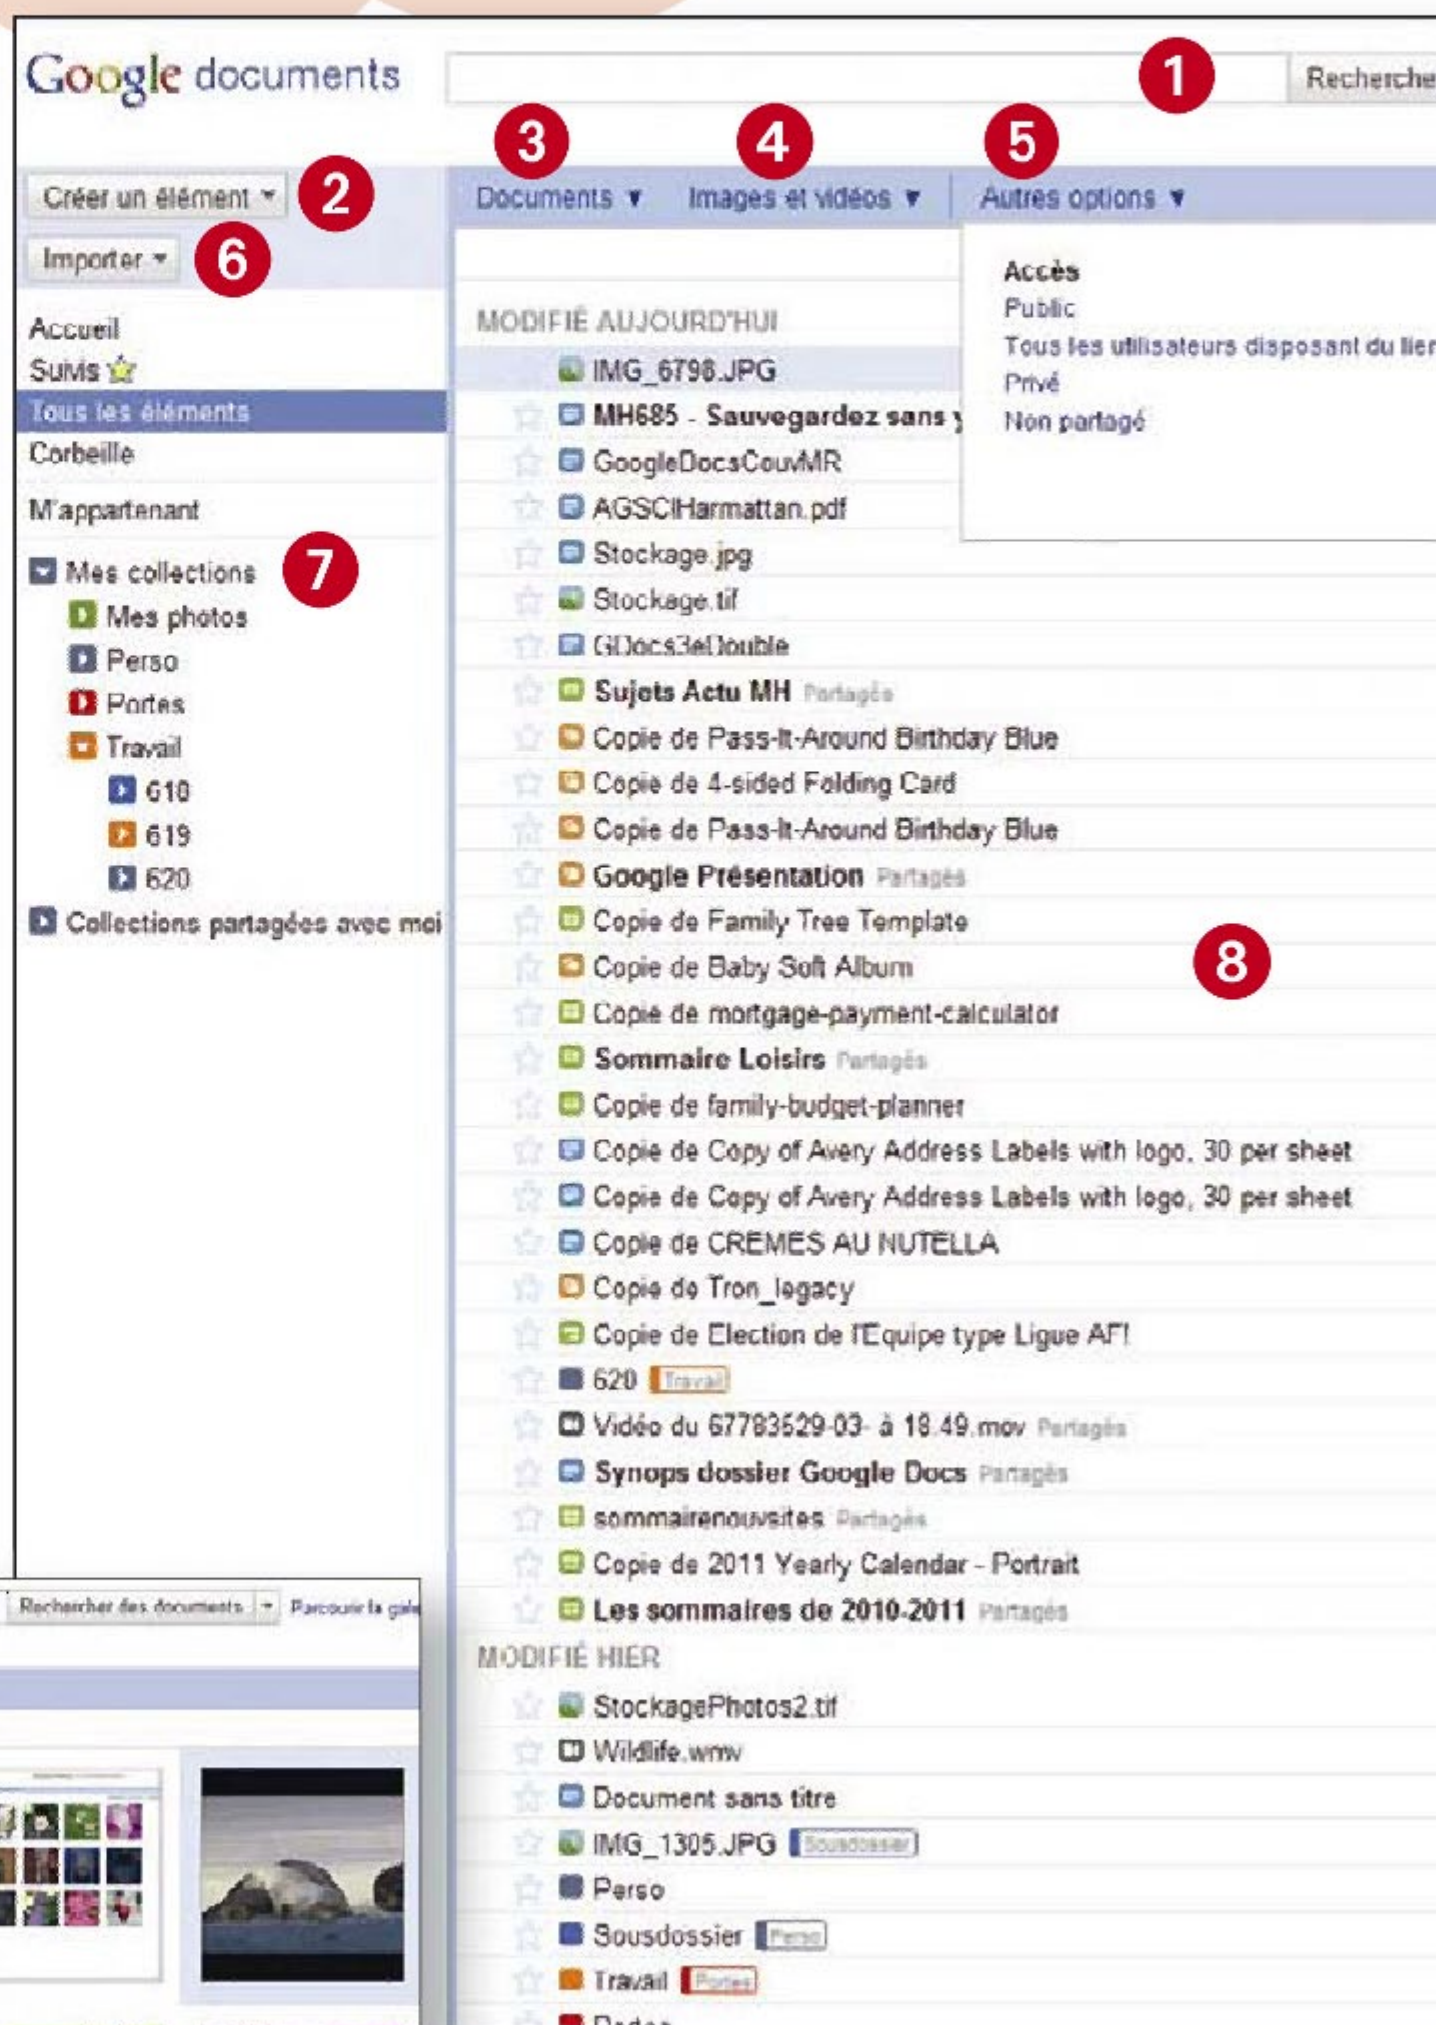 Google documents
1
Recherche
3
4
5
Créer un élément
2
Documents
Images et vidéos
Autres options
Importer
6
Accès
Public
Tous les utilisateurs disposant du lien
Privé
Non partagé
Accueil
Suivis
Tous les éléments
Corbeille
M'appartenant
Mes collections
7
Mes photos
Perso
Portes
Travail
618
619
620
Collections partagées avec moi
MODIFIÉ AUJOURD'HUI
IMG_6798.JPG
MH685 - Sauvegardez sans
GoogleDocsCouvMR
AGSCIHarmattan.pdf
Stockage.jpg
Stockage.tif
GDocs3eDouble
Sujets Actu MH Partagés
Copie de Pass-It-Around Birthday Blue
Copie de 4-sided Folding Card
Copie de Pass-It-Around Birthday Blue
Google Présentation Partagés
Copie de Family Tree Template
8
Copie de Baby Soft Album
Copie de mortgage-payment-calculator
Sommaire Loisirs Partagés
Copie de family-budget-planner
Copie de Copy of Avery Address Labels with logo, 30 per sheet
Copie de Copy of Avery Address Labels with logo, 30 per sheet
Copie de CREMES AU NUTELLA
Copie de Tron_legacy
Copie de Election de l'Equipe type Ligue AF!
620 Travail
Vidéo du 67783529-03- à 18.49.mov Partagés
Synops dossier Google Docs Partagés
sommairenouvsites Partagés
Copie de 2011 Yearly Calendar - Portrait
Les sommaires de 2010-2011 Partagés
MODIFIÉ HIER
StockagePhotos2.tif
Wildlife.wmv
Document sans titre
IMG_1305.JPG Sousdossier
Perso
Sousdossier Perso
Travail Portes
Portes
Rechercher des documents
Parcourir la gale